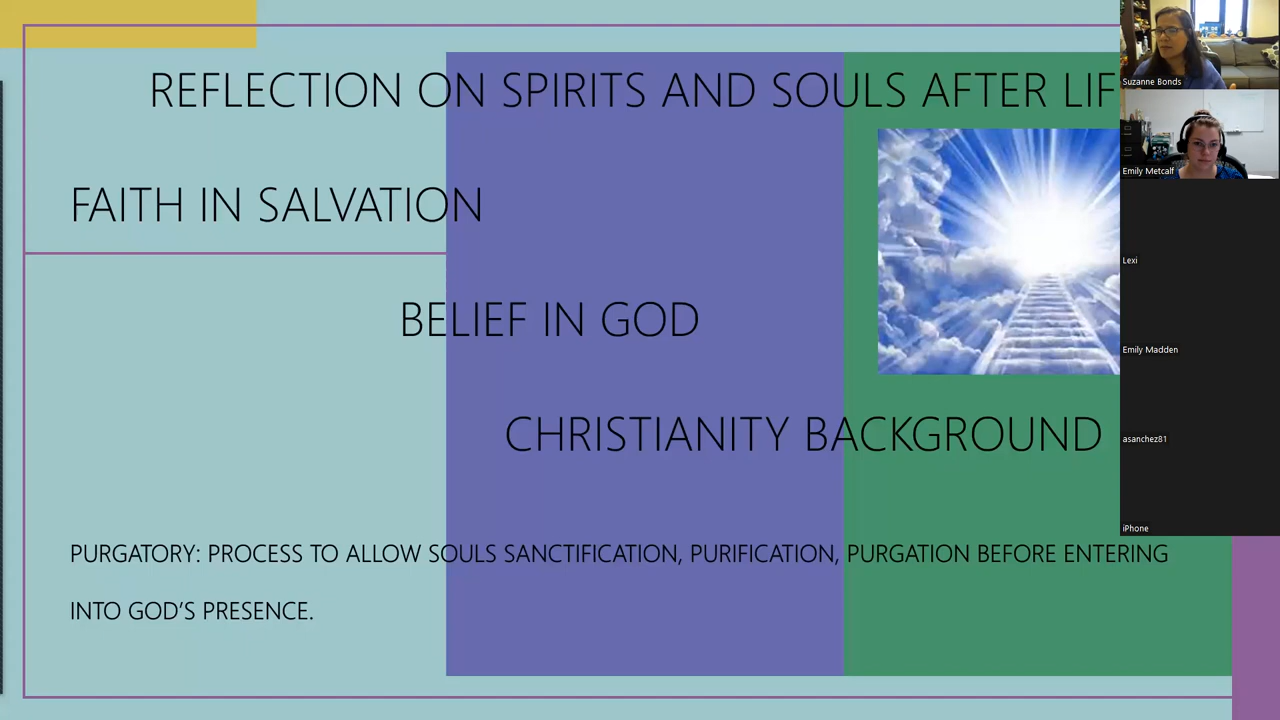 REFLECTION ON SPIRITS AND SOULS AFTER LIF
FAITH IN SALVATION
BELIEF IN GOD
CHRISTIANITY BACKGROUND
PURGATORY: PROCESS TO ALLOW SOULS SANCTIFICATION, PURIFICATION, PURGATION BEFORE ENTERING
INTO GOD'S PRESENCE.
Suzanne Bonds
Emily Metcalf
Lexi
Emily Madden
asanchez81
iPhone